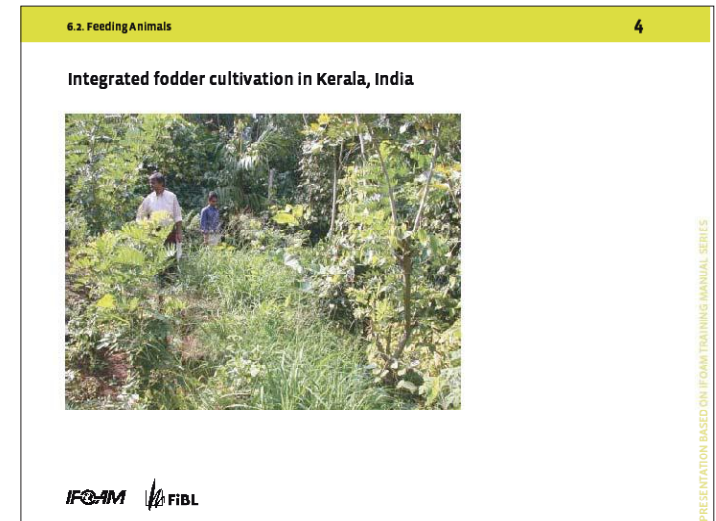 6.2. Feeding Animals
4
Integrated fodder cultivation in Kerala, India
PRESENTATION BASED ON IFOAM TRAINING MANUAL SERIES
IFOAM
FiBL